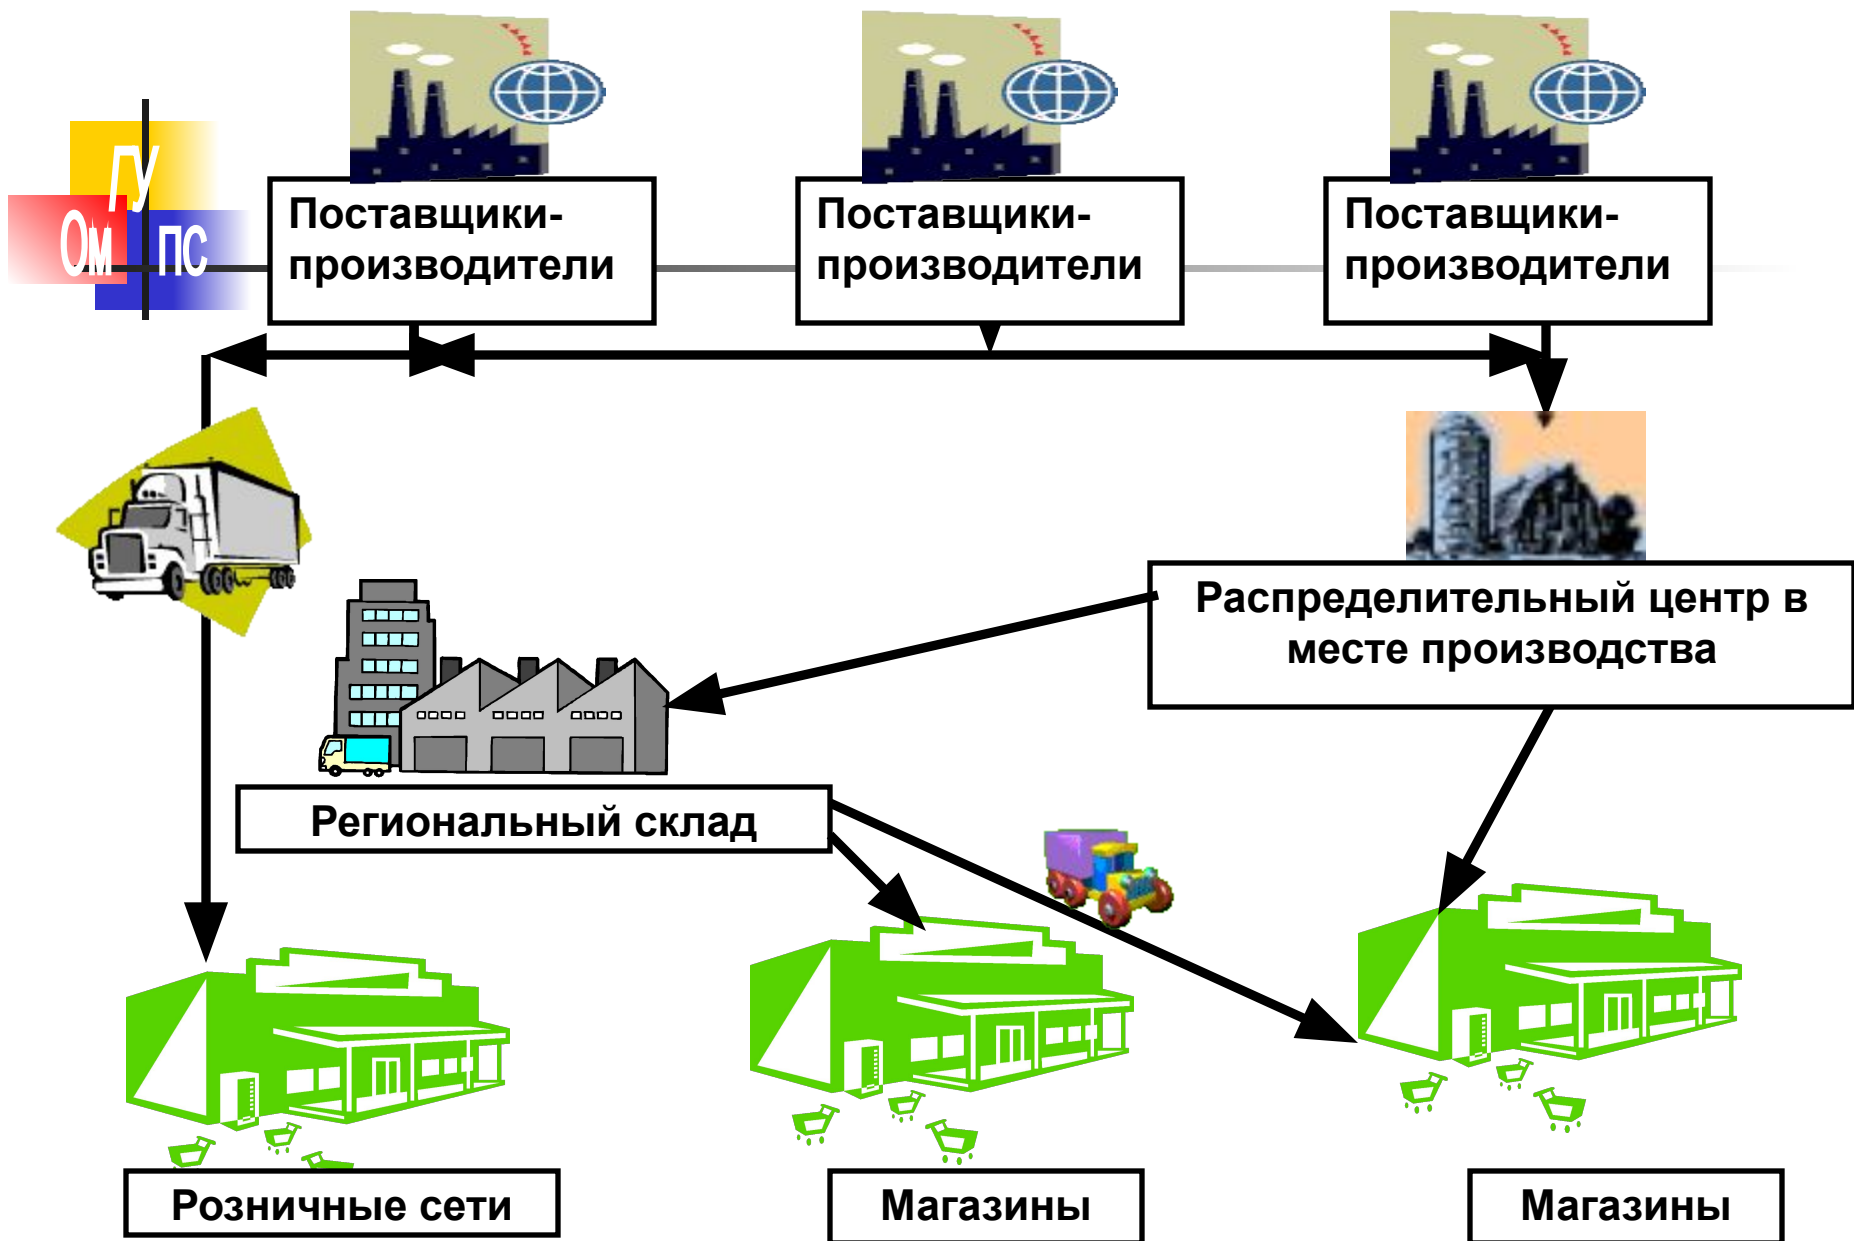 ГУ
Ом ПС
Поставщики-
производители
Поставщики-
производители
Поставщики-
производители
Распределительный центр в
месте производства
Региональный склад
Розничные сети
Магазины
Магазины